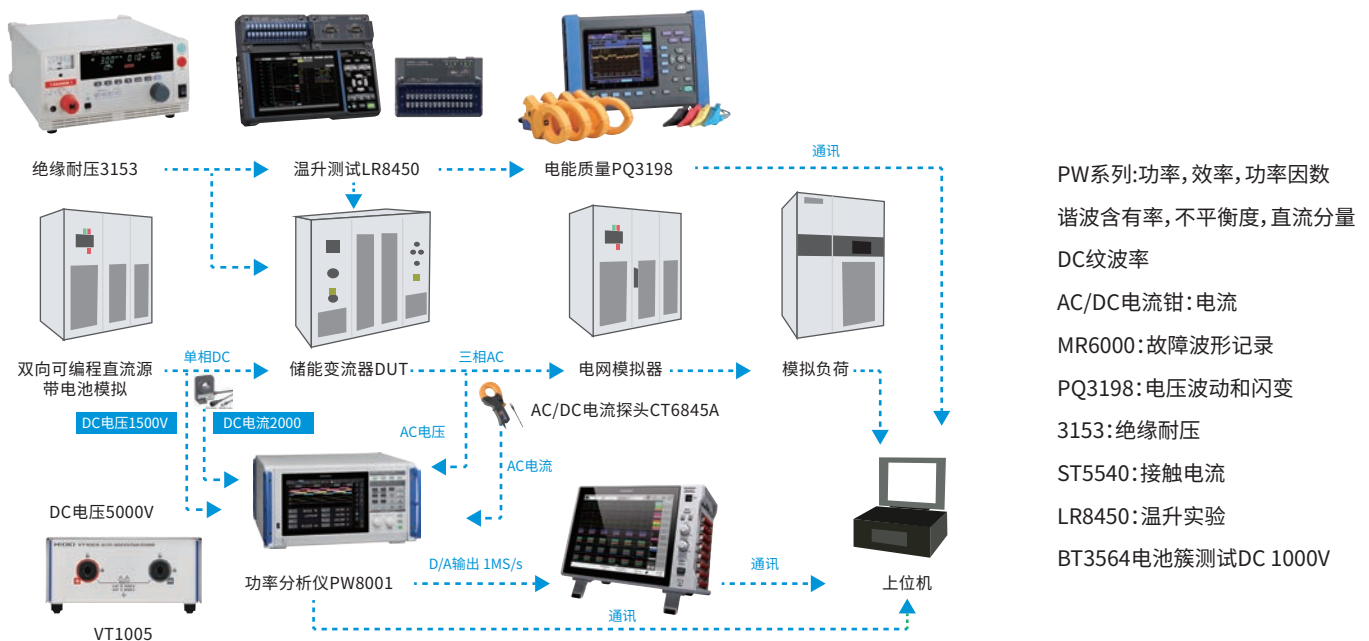 绝缘耐压3153
温升测试LR8450
电能质量PQ3198
通讯
双向可编程直流源
带电池模拟
单相DC
储能变流器DUT
三相AC
电网模拟器
模拟负荷
DC电压1500V
DC电流2000
AC电压
AC/DC电流探头CT6845A
AC电流
DC电压5000V
HIOKI
VT1005
功率分析仪PW8001
D/A输出 1MS/s
通讯
上位机
通讯
VT1005
PW系列:功率,效率,功率因数
谐波含有率,不平衡度,直流分量
DC纹波率
AC/DC电流钳:电流
MR6000:故障波形记录
PQ3198:电压波动和闪变
3153:绝缘耐压
ST5540:接触电流
LR8450:温升实验
BT3564电池簇测试DC 1000V